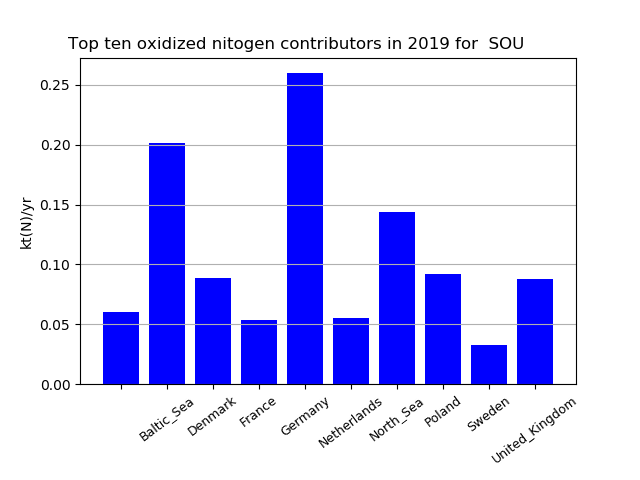 Top ten oxidized nitogen contributors in 2019 for  SOU
kt(N)/yr
0.25
0.20
0.15
0.10
0.05
0.00
Baltic_Sea
Denmark
France
Germany
Netherlands
North_Sea
Poland
Sweden
United_Kingdom